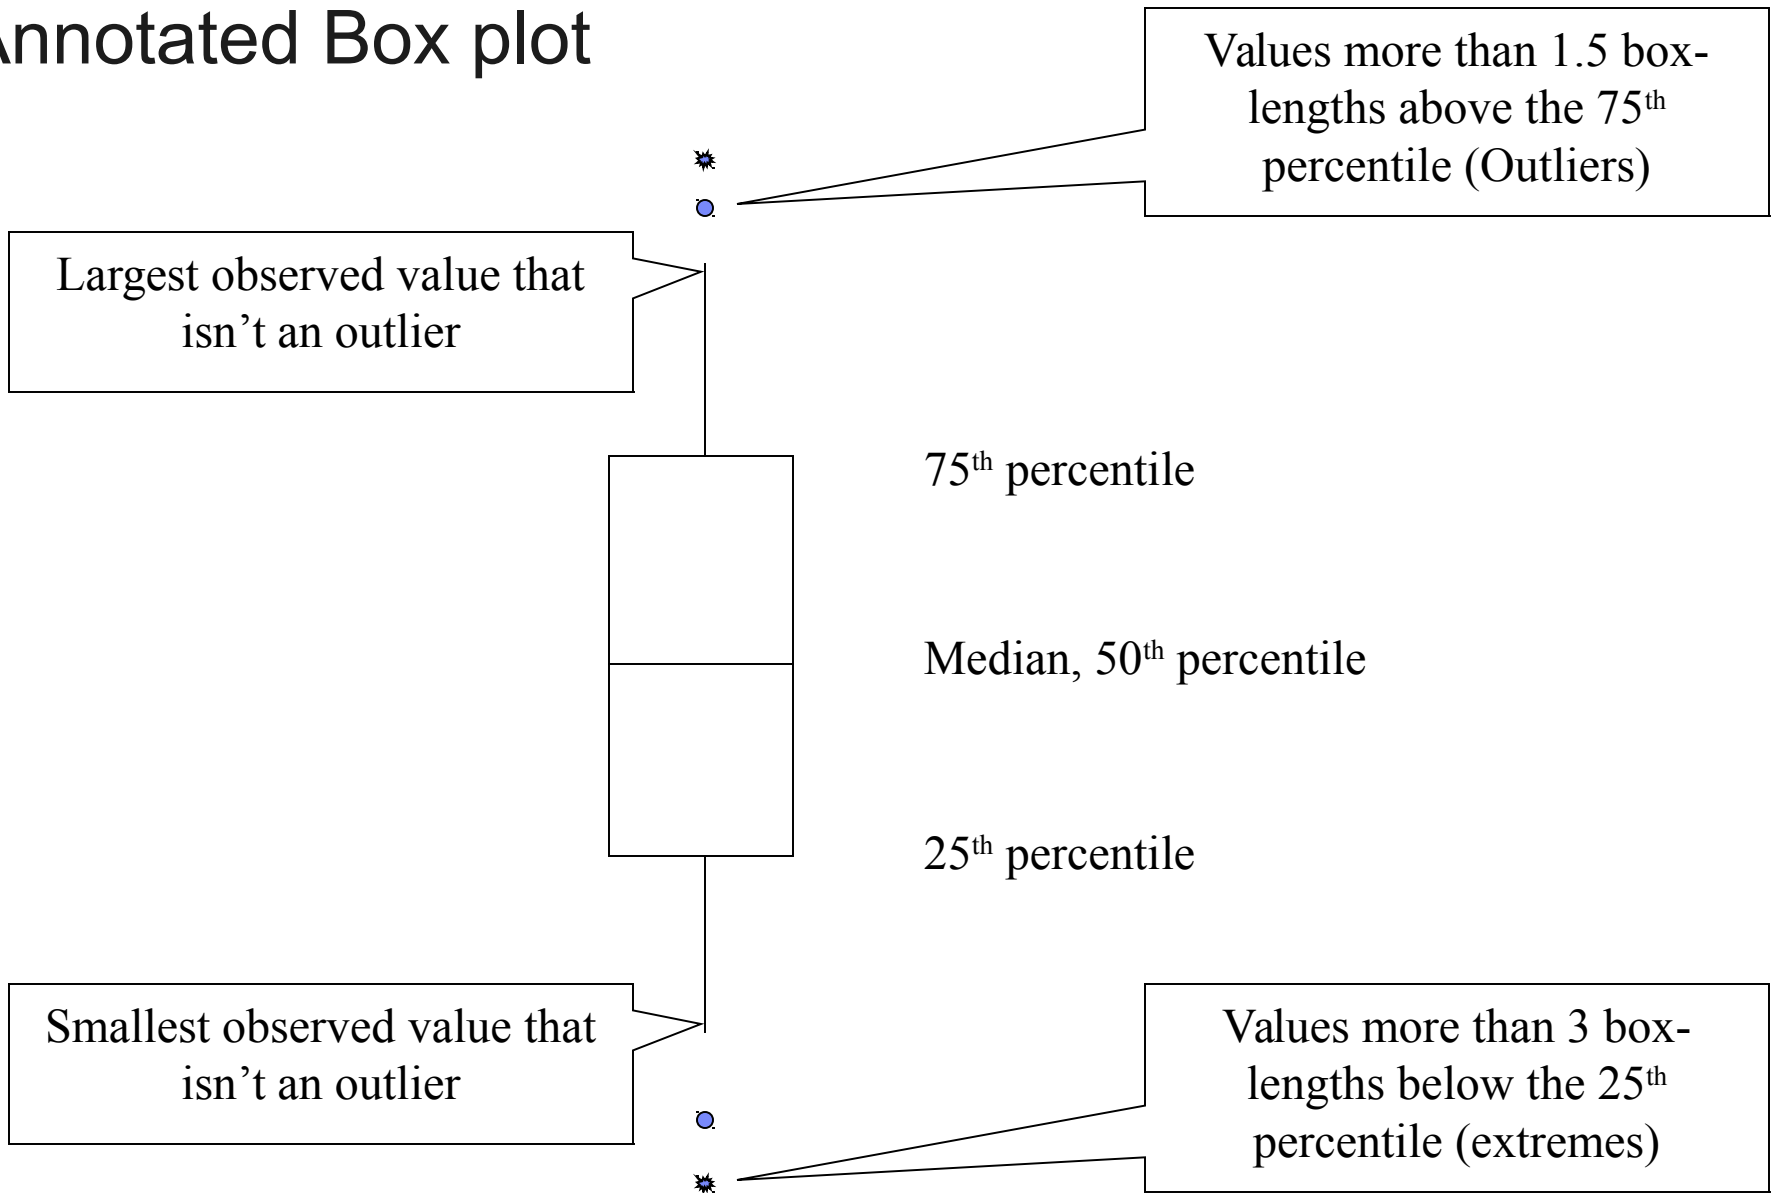 Annotated Box plot
Values more than 1.5 box-
lengths above the 75th
percentile (Outliers)
Largest observed value that
isn’t an outlier
75th percentile
Median, 50th percentile
25th percentile
Smallest observed value that
isn’t an outlier
Values more than 3 box-
lengths below the 25th
percentile (extremes)